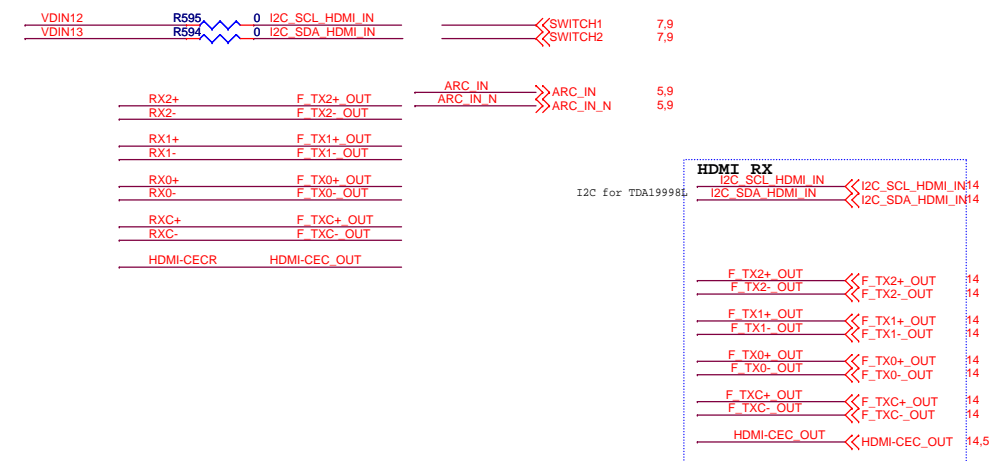 VDIN12 R595 0 I2C_SCL_HDMI_IN SWITCH1 7,9
VDIN13 R594 0 I2C_SDA_HDMI_IN SWITCH2 7,9
ARC_IN ARC_IN 5,9
ARC_IN_N ARC_IN_N 5,9
RX2+ F_TX2+_OUT
RX2- F_TX2-_OUT
RX1+ F_TX1+_OUT
RX1- F_TX1-_OUT
RX0+ F_TX0+_OUT
RX0- F_TX0-_OUT
RXC+ F_TXC+_OUT
RXC- F_TXC-_OUT
HDMI-CECR HDMI-CEC_OUT
HDMI RX
I2C for TDA19998L
I2C_SCL_HDMI_IN I2C_SCL_HDMI_IN 14
I2C_SDA_HDMI_IN I2C_SDA_HDMI_IN 14
F_TX2+_OUT F_TX2+_OUT 14
F_TX2-_OUT F_TX2-_OUT 14
F_TX1+_OUT F_TX1+_OUT 14
F_TX1-_OUT F_TX1-_OUT 14
F_TX0+_OUT F_TX0+_OUT 14
F_TX0-_OUT F_TX0-_OUT 14
F_TXC+_OUT F_TXC+_OUT 14
F_TXC-_OUT F_TXC-_OUT 14
HDMI-CEC_OUT HDMI-CEC_OUT 14,5